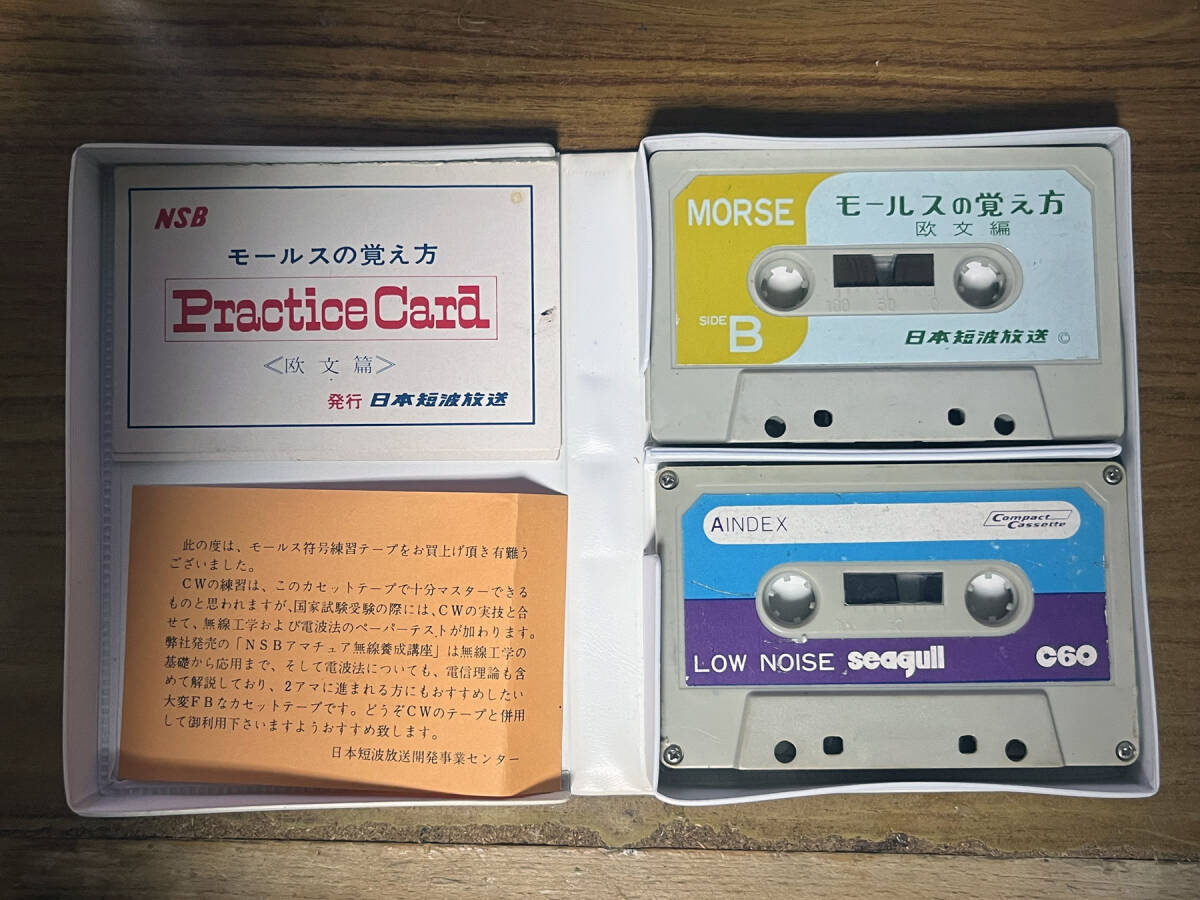 NSB
モールスの覚え方
Practice Card
<欧文篇>
発行 日本短波放送
此の度は、モールス符号練習テープをお買上げ頂き有難う
ございました。
CWの練習は、このカセットテープで十分マスターできる
ものと思われますが、国家試験受験の際には、CWの実技と合
せて、無線工学および電波法のペーパーテストが加わります。
弊社発売の「NSBアマチュア無線養成講座」は無線工学の
基礎から応用まで、そして電波法についても、電信理論も含
めて解説しており、2アマに進まれる方にもおすすめしたい
大変FBなカセットテープです。どうぞCWのテープと併用
して御利用下さいますようおすすめ致します。
日本短波放送開発事業センター
MORSE
モールスの覚え方
欧文編
100 50 0
SIDE B
日本短波放送 ©
A INDEX
Compact Cassette
LOW NOISE seagull C60